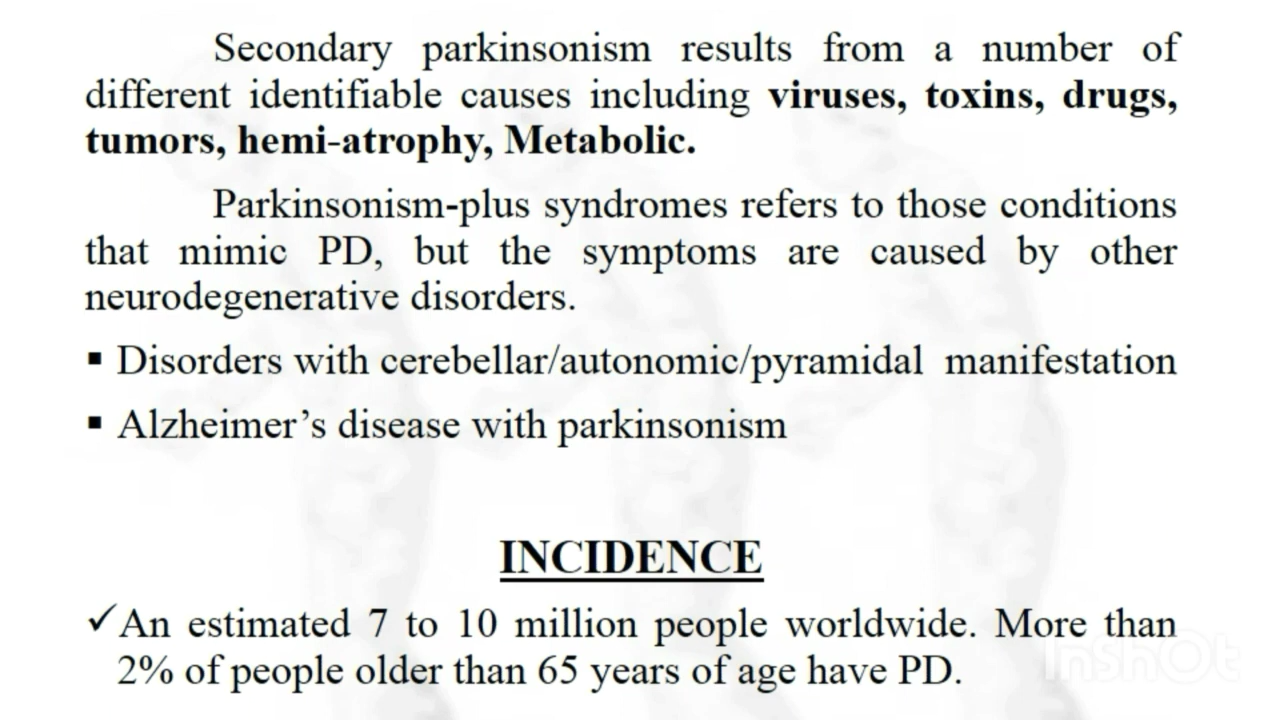 Secondary parkinsonism results from a number of
different identifiable causes including viruses, toxins, drugs,
tumors, hemi-atrophy, Metabolic.
Parkinsonism-plus syndromes refers to those conditions
that mimic PD, but the symptoms are caused by other
neurodegenerative disorders.
▪ Disorders with cerebellar/autonomic/pyramidal manifestation
▪ Alzheimer’s disease with parkinsonism
INCIDENCE
✓An estimated 7 to 10 million people worldwide. More than
2% of people older than 65 years of age have PD.
InShOt